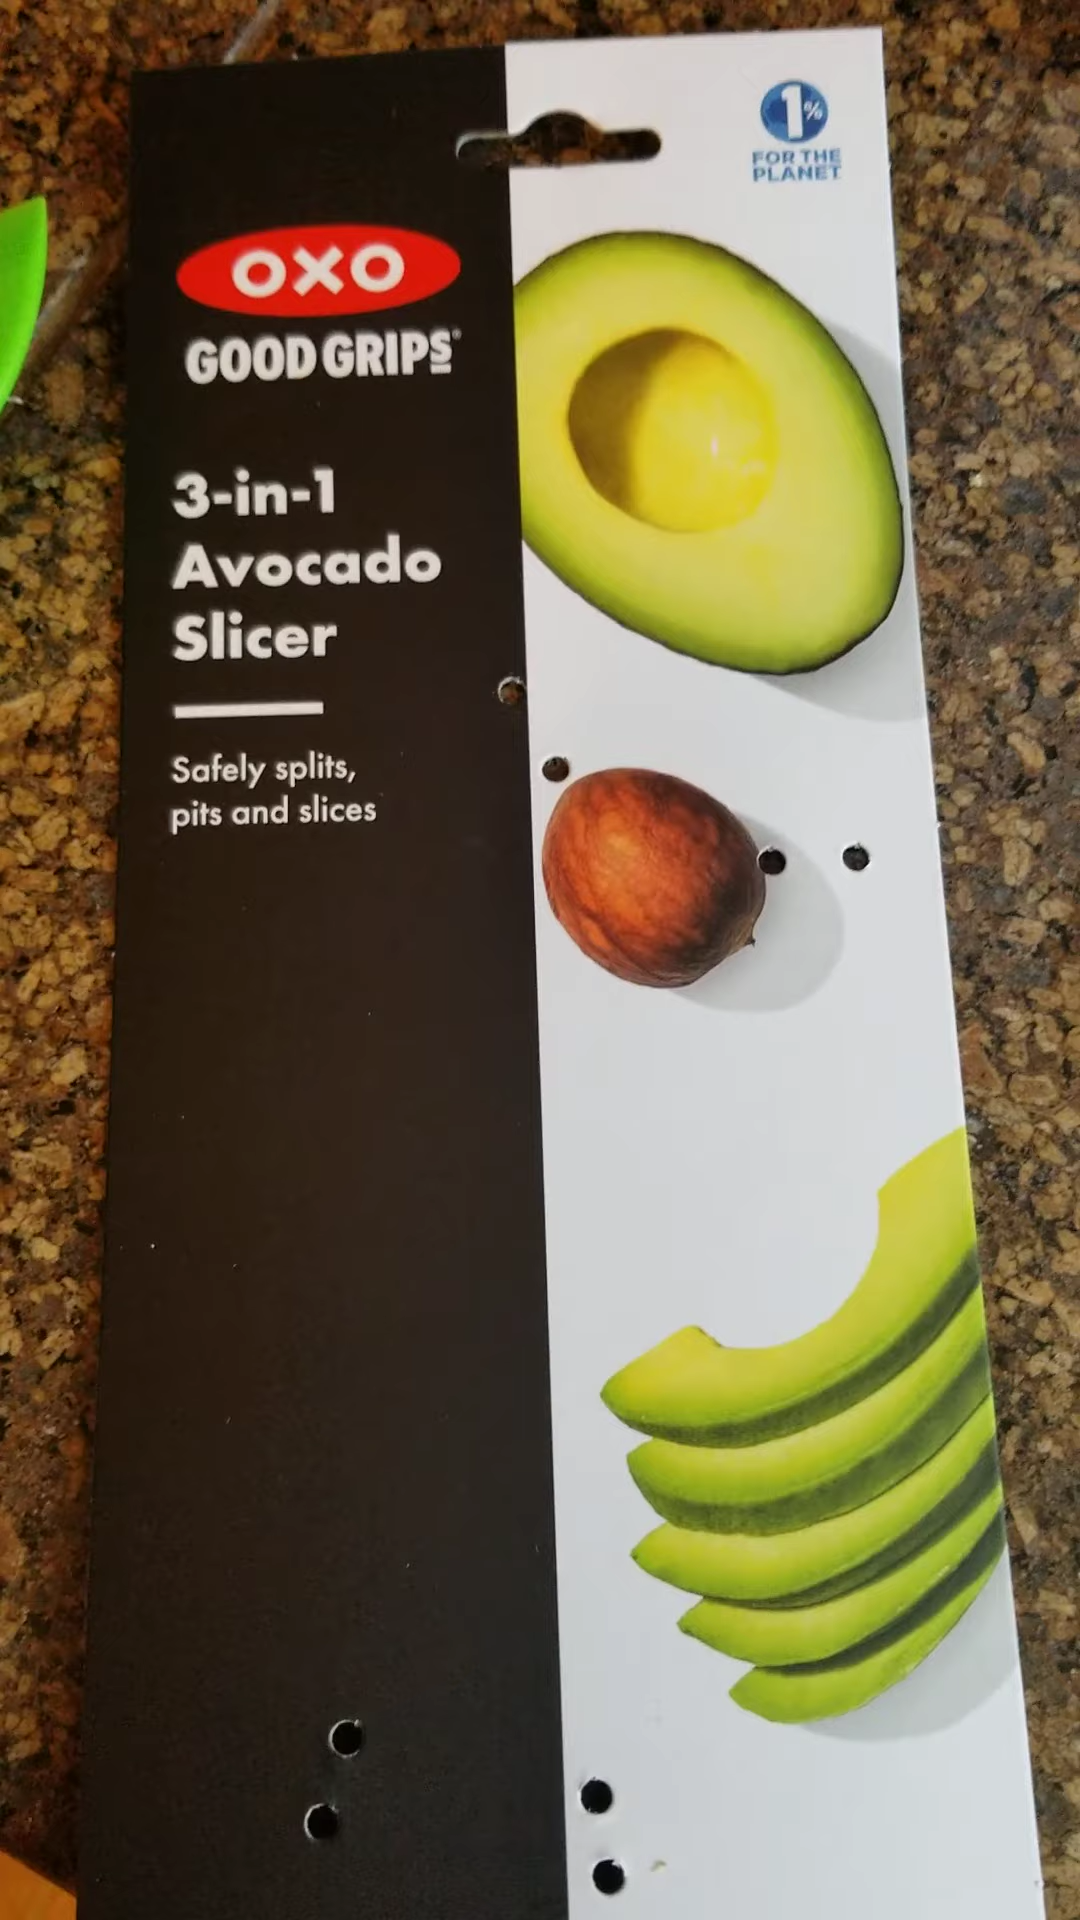 1%
FOR THE
PLANET
OXO
GOOD GRIPS
3-in-1
Avocado
Slicer
Safely splits,
pits and slices